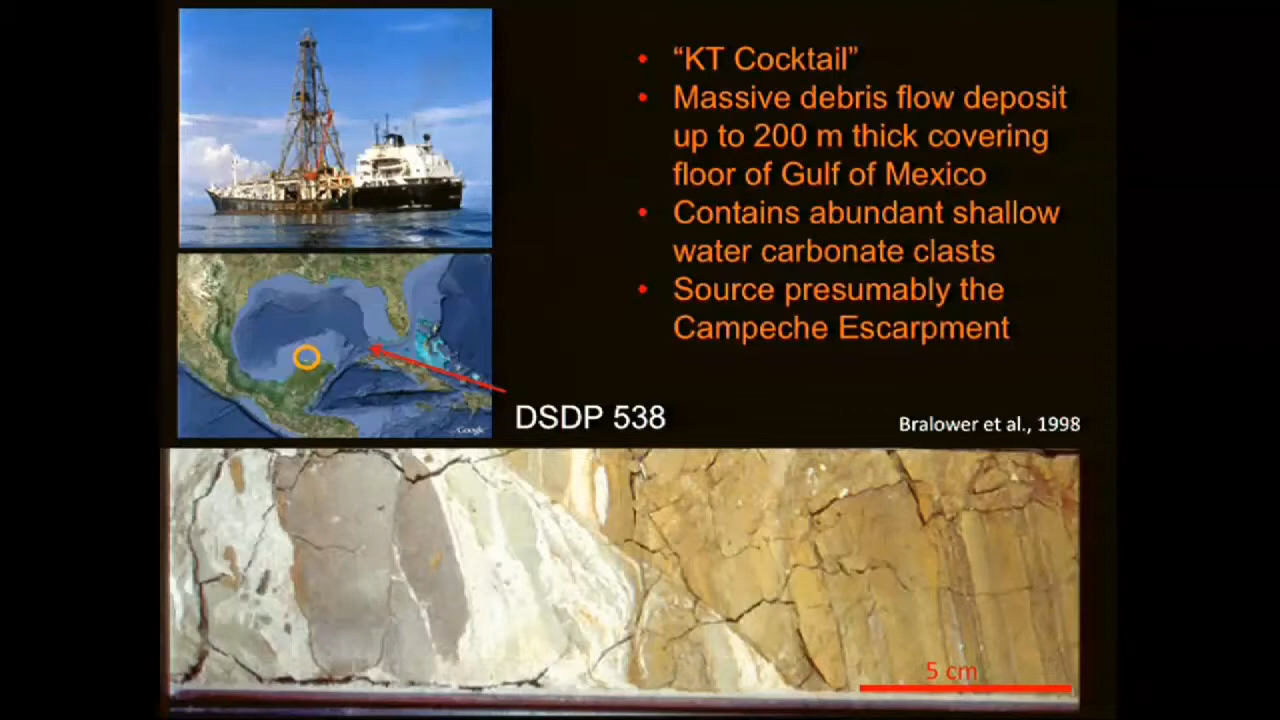 • “KT Cocktail”
• Massive debris flow deposit
up to 200 m thick covering
floor of Gulf of Mexico
• Contains abundant shallow
water carbonate clasts
• Source presumably the
Campeche Escarpment
Google
DSDP 538
Bralower et al., 1998
5 cm